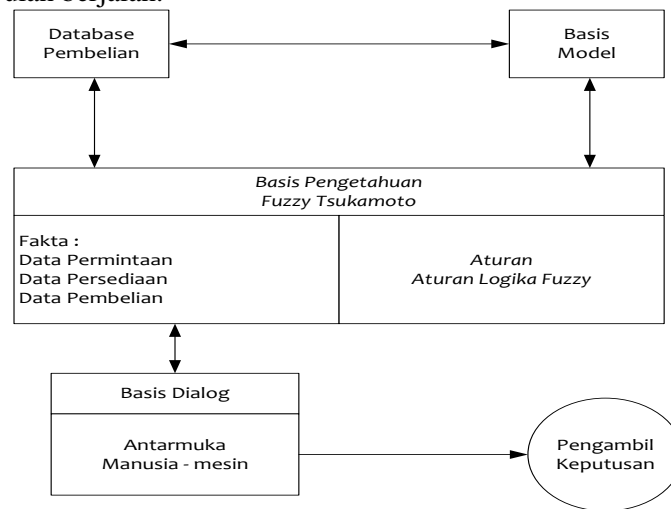 Database
Pembelian
Basis
Model
Basis Pengetahuan
Fuzzy Tsukamoto
Fakta :
Data Permintaan
Data Persediaan
Data Pembelian
Aturan
Aturan Logika Fuzzy
Basis Dialog
Antarmuka
Manusia - mesin
Pengambil
Keputusan